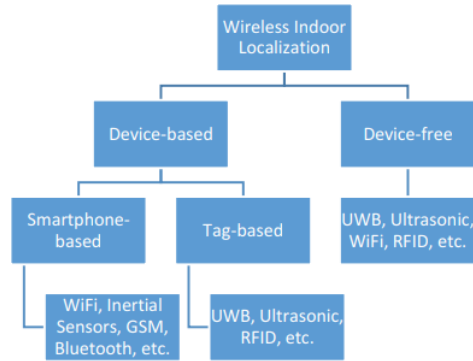 Wireless Indoor
Localization
Device-based
Device-free
Smartphone-
based
Tag-based
UWB, Ultrasonic,
WiFi, RFID, etc.
WiFi, Inertial
Sensors, GSM,
Bluetooth, etc.
UWB, Ultrasonic,
RFID, etc.